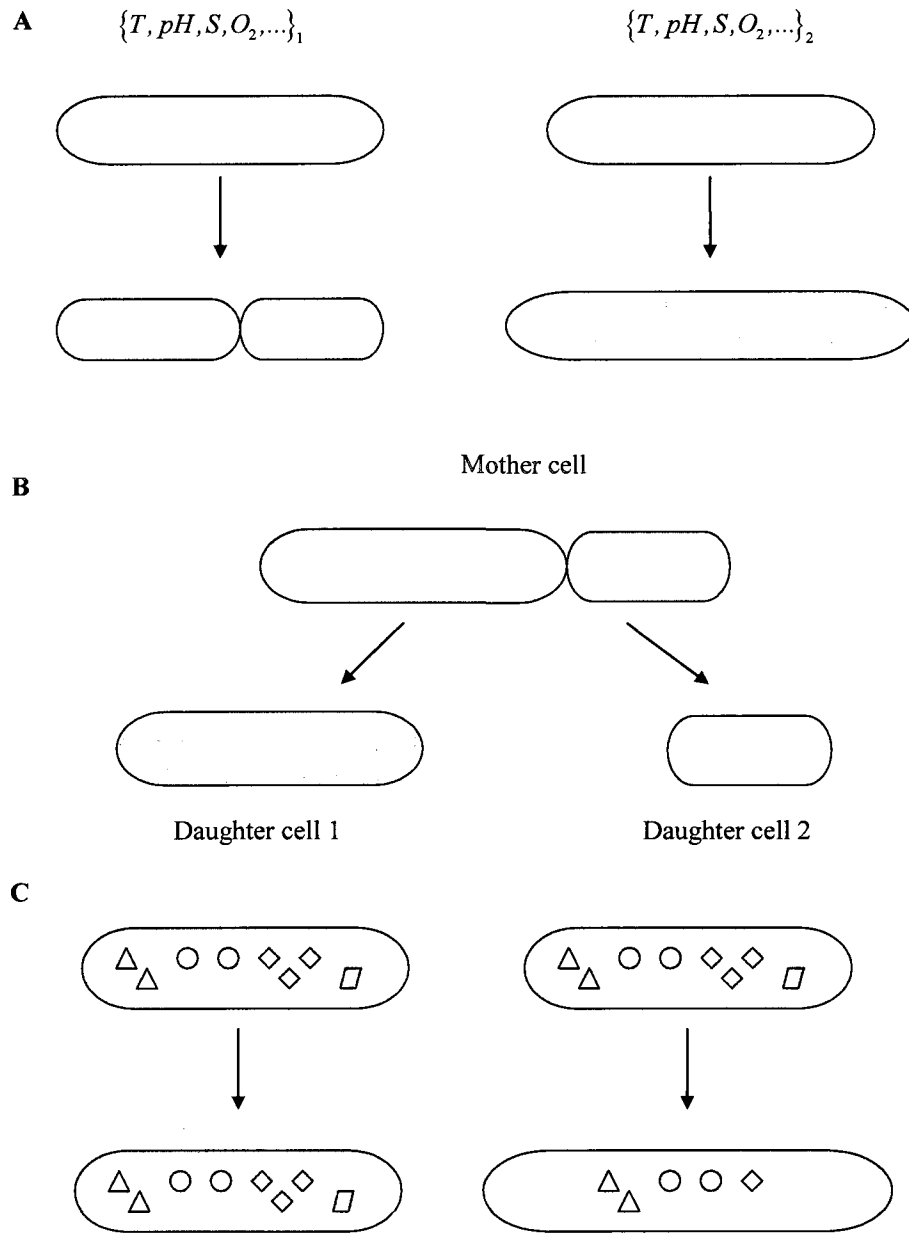 A {T, pH, S, O₂,...}₁ {T, pH, S, O₂,...}₂
Mother cell
B
Daughter cell 1 Daughter cell 2
C